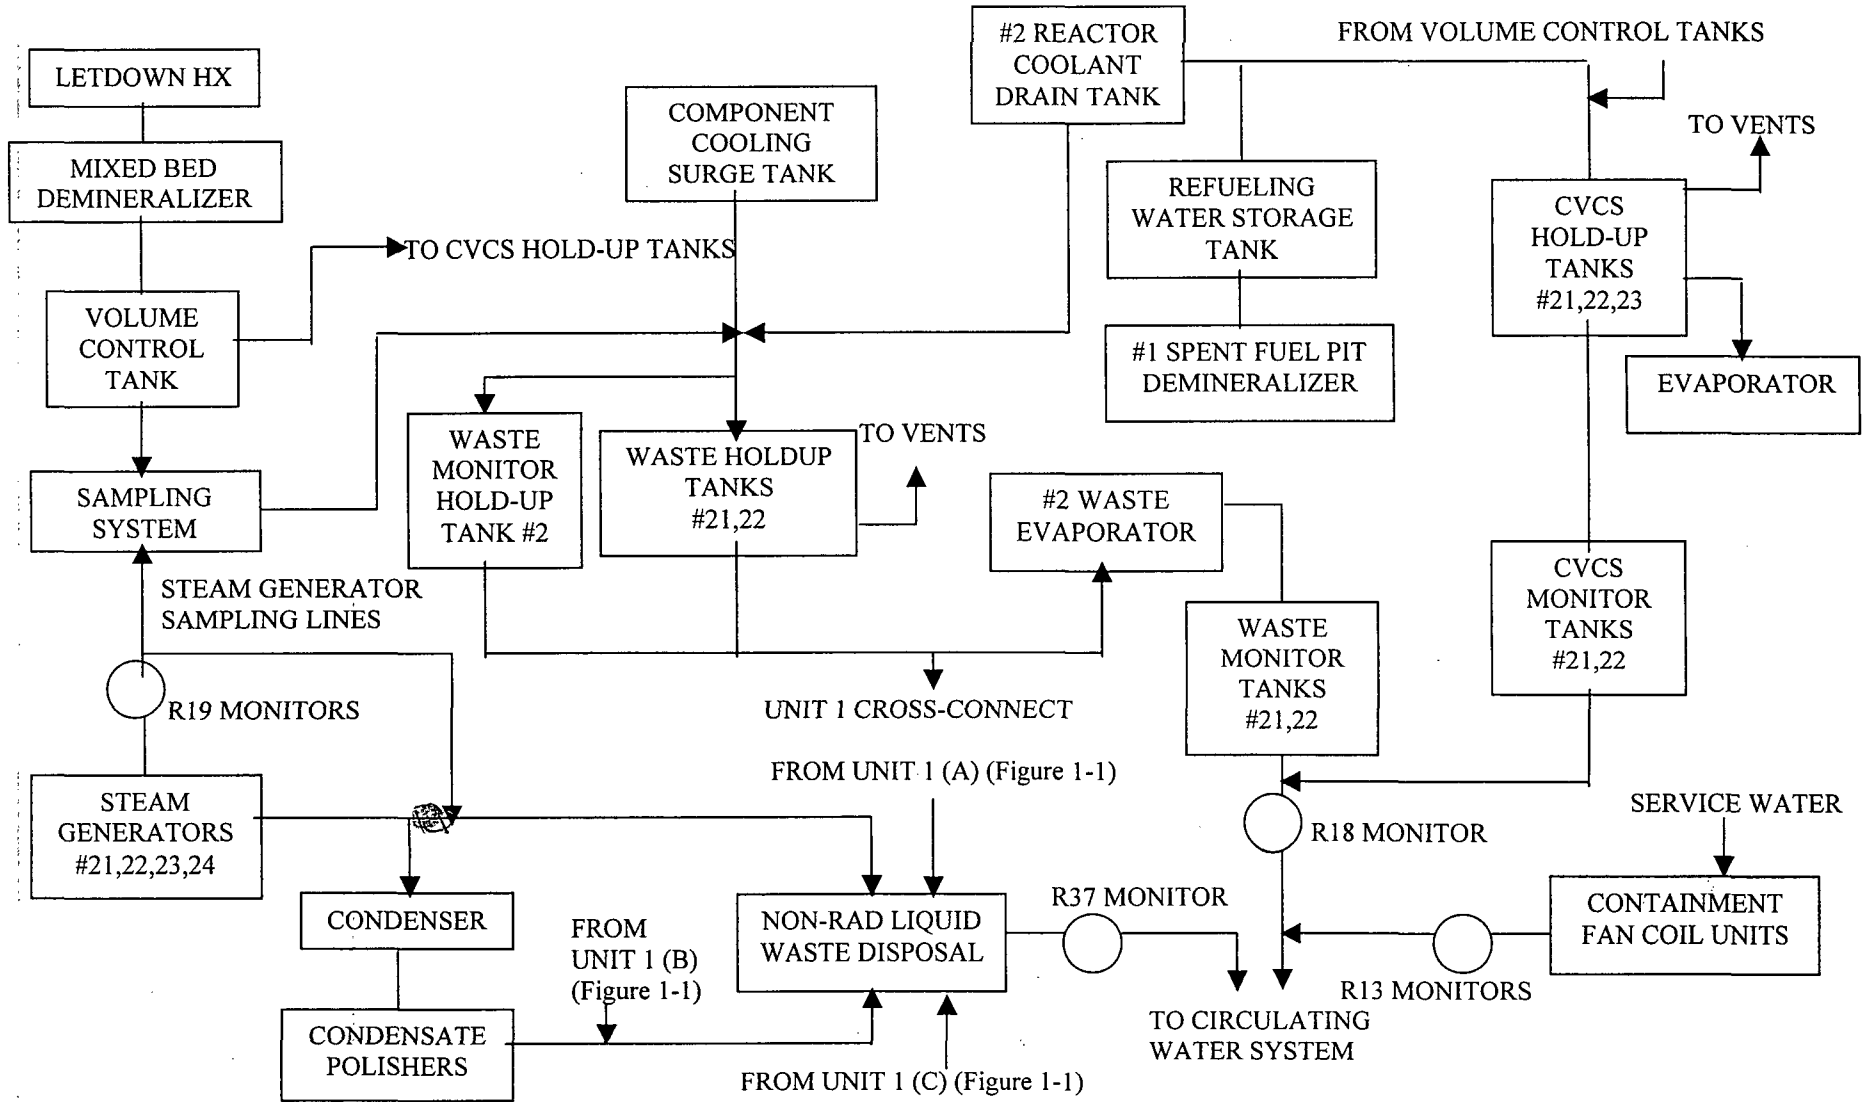 #2 REACTOR
COOLANT
DRAIN TANK
FROM VOLUME CONTROL TANKS
LETDOWN HX
COMPONENT
COOLING
SURGE TANK
TO VENTS
MIXED BED
DEMINERALIZER
REFUELING
WATER STORAGE
TANK
CVCS
HOLD-UP
TANKS
#21,22,23
TO CVCS HOLD-UP TANKS
VOLUME
CONTROL
TANK
#1 SPENT FUEL PIT
DEMINERALIZER
EVAPORATOR
WASTE
MONITOR
HOLD-UP
TANK #2
WASTE HOLDUP
TANKS
#21,22
TO VENTS
SAMPLING
SYSTEM
#2 WASTE
EVAPORATOR
CVCS
MONITOR
TANKS
#21,22
STEAM GENERATOR
SAMPLING LINES
WASTE
MONITOR
TANKS
#21,22
R19 MONITORS
UNIT 1 CROSS-CONNECT
FROM UNIT 1 (A) (Figure 1-1)
STEAM
GENERATORS
#21,22,23,24
SERVICE WATER
R18 MONITOR
CONDENSER
FROM
UNIT 1 (B)
(Figure 1-1)
NON-RAD LIQUID
WASTE DISPOSAL
R37 MONITOR
CONTAINMENT
FAN COIL UNITS
R13 MONITORS
CONDENSATE
POLISHERS
TO CIRCULATING
WATER SYSTEM
FROM UNIT 1 (C) (Figure 1-1)